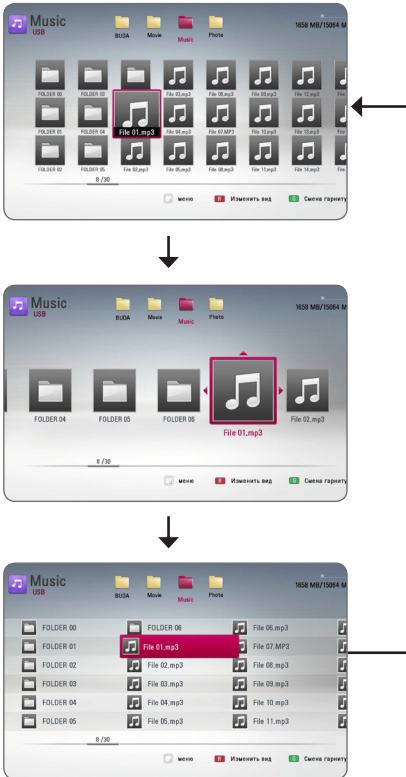 Music
USB
BUDA Movie Music Photo
1658 MB/15064 M
FOLDER 00 FOLDER 03 File 03.mp3 File 06.mp3 File 09.mp3 File 12.mp3 File
FOLDER 01 FOLDER 04 File 01.mp3 File 04.mp3 File 07.MP3 File 10.mp3 File 13.mp3 File
FOLDER 02 FOLDER 05 File 02.mp3 File 05.mp3 File 08.mp3 File 11.mp3 File 14.mp3 File
8 /30
меню R Изменить вид G Смена гарниту
Music
USB
BUDA Movie Music Photo
1658 MB/15064 M
FOLDER 04 FOLDER 05 FOLDER 06 File 01.mp3 File 02.mp3
8 /30
меню R Изменить вид G Смена гарниту
Music
USB
BUDA Movie Music Photo
1658 MB/15064 M
FOLDER 00 FOLDER 06 File 06.mp3
FOLDER 01 File 01.mp3 File 07.MP3
FOLDER 02 File 02.mp3 File 08.mp3
FOLDER 03 File 03.mp3 File 09.mp3
FOLDER 04 File 04.mp3 File 10.mp3
FOLDER 05 File 05.mp3 File 11.mp3
8 /30
меню R Изменить вид G Смена гарниту